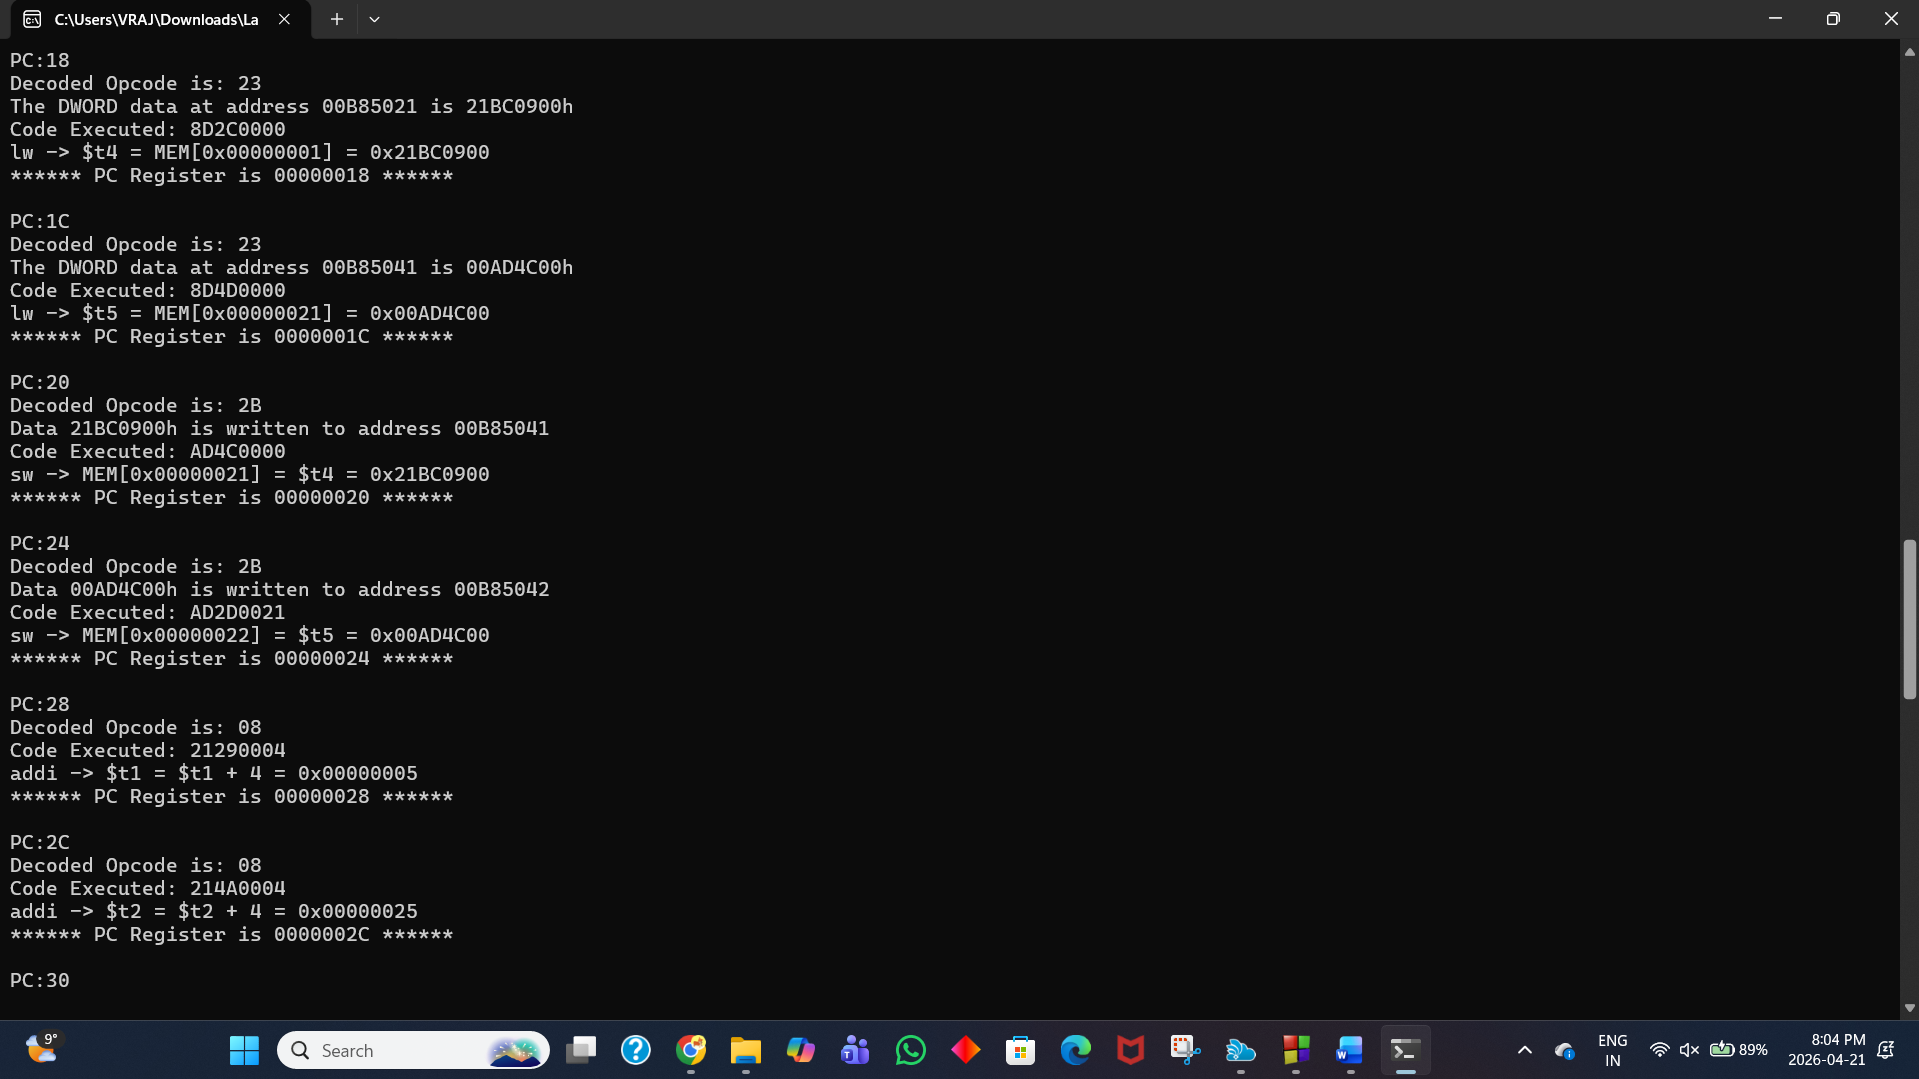 C:\Users\VRAJ\Downloads\La
PC:18
Decoded Opcode is: 23
The DWORD data at address 00B85021 is 21BC0900h
Code Executed: 8D2C0000
lw -> $t4 = MEM[0x00000001] = 0x21BC0900
****** PC Register is 00000018 ******
PC:1C
Decoded Opcode is: 23
The DWORD data at address 00B85041 is 00AD4C00h
Code Executed: 8D4D0000
lw -> $t5 = MEM[0x00000021] = 0x00AD4C00
****** PC Register is 0000001C ******
PC:20
Decoded Opcode is: 2B
Data 21BC0900h is written to address 00B85041
Code Executed: AD4C0000
sw -> MEM[0x00000021] = $t4 = 0x21BC0900
****** PC Register is 00000020 ******
PC:24
Decoded Opcode is: 2B
Data 00AD4C00h is written to address 00B85042
Code Executed: AD2D0021
sw -> MEM[0x00000022] = $t5 = 0x00AD4C00
****** PC Register is 00000024 ******
PC:28
Decoded Opcode is: 08
Code Executed: 21290004
addi -> $t1 = $t1 + 4 = 0x00000005
****** PC Register is 00000028 ******
PC:2C
Decoded Opcode is: 08
Code Executed: 214A0004
addi -> $t2 = $t2 + 4 = 0x00000025
****** PC Register is 0000002C ******
PC:30
9°
Search
ENG
IN
89%
8:04 PM
2026-04-21